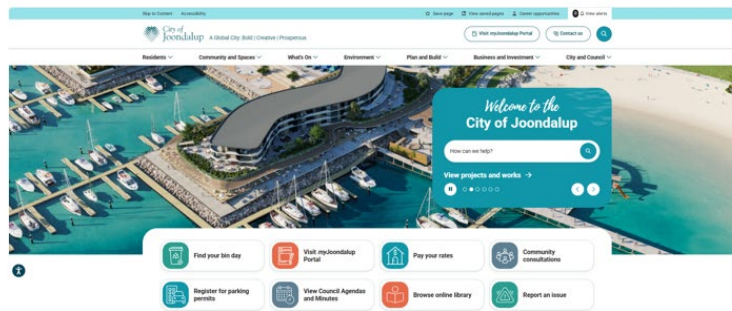 Skip to Content Accessibility Save page View saved pages Career opportunities 0 View alerts
City of
Joondalup A Global City: Bold | Creative | Prosperous Visit myJoondalup Portal Contact us
Residents Community and Spaces What's On Environment Plan and Build Business and Investment City and Council
Welcome to the
City of Joondalup
How can we help?
View projects and works →
Find your bin day
Visit myJoondalup
Portal
Pay your rates
Community
consultations
Register for parking
permits
View Council Agendas
and Minutes
Browse online library
Report an issue